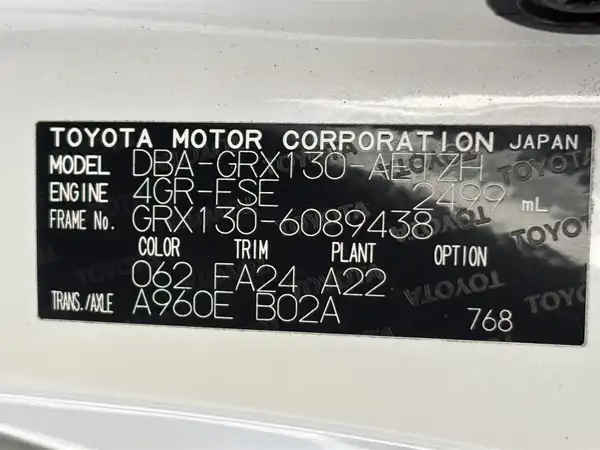 TOYOTA MOTOR CORPORATION JAPAN
MODEL DBA-GRX130-AETZH
ENGINE 4GR-FSE 2499 mL
FRAME No. GRX130-6089438
COLOR TRIM PLANT OPTION
062 FA24 A22
TRANS./AXLE A960E B02A 768